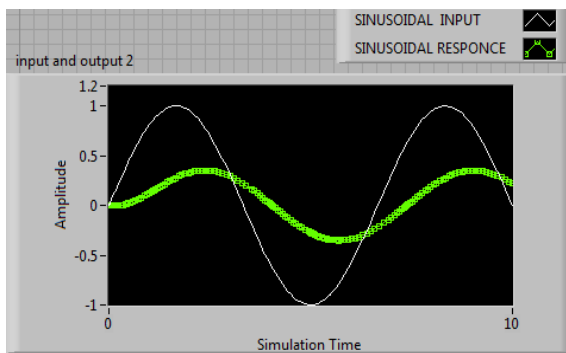 SINUSOIDAL INPUT
SINUSOIDAL RESPONCE
input and output 2
1.2
1
0.5
0
-0.5
-1
Amplitude
0
10
Simulation Time